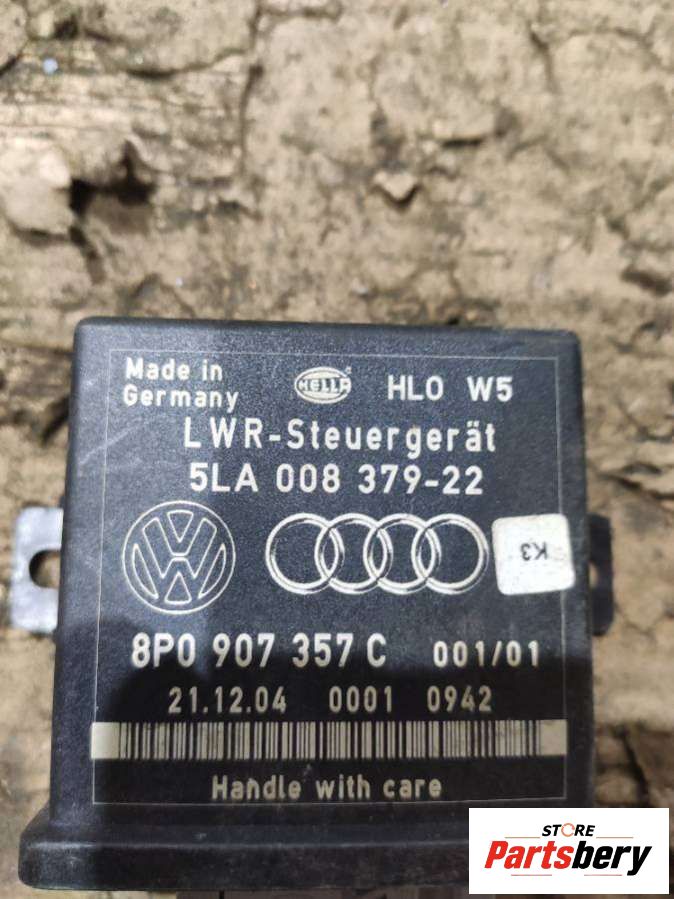 Made in
Germany
HELLA
HLO W5
LWR-Steuergerät
5LA 008 379-22
K3
8P0 907 357 C 001/01
21.12.04 0001 0942
Handle with care
STORE
Partsbery